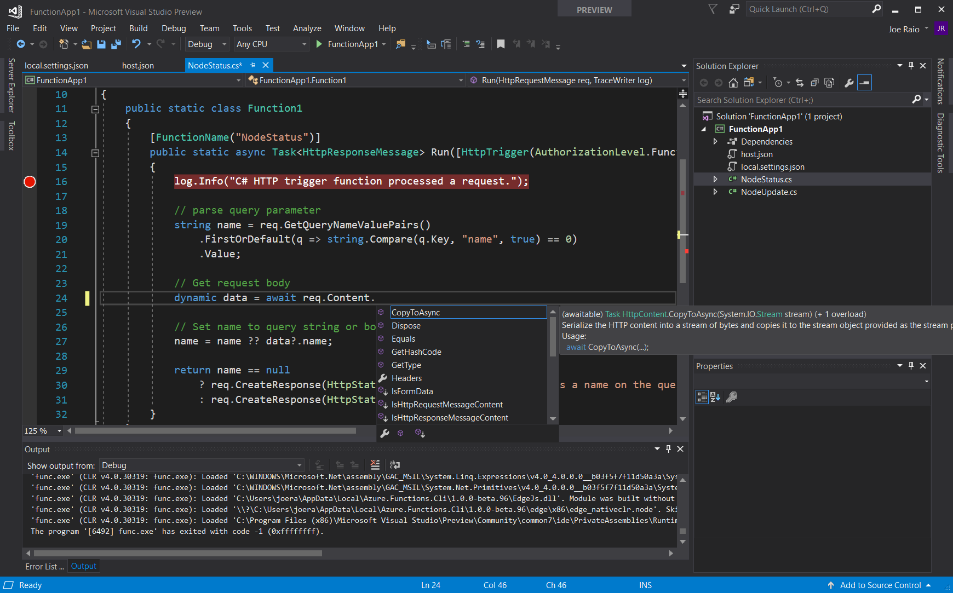 FunctionApp1 - Microsoft Visual Studio Preview
PREVIEW
Quick Launch (Ctrl+Q)
File Edit View Project Build Debug Team Tools Test Analyze Window Help
Joe Raio
JR
Debug Any CPU FunctionApp1
Server Explorer
Toolbox
local.settings.json host.json NodeStatus.cs*
FunctionApp1 FunctionApp1.Function1 Run(HttpRequestMessage req, TraceWriter log)
10 {
11 public static class Function1
12 {
13 [FunctionName("NodeStatus")]
14 public static async Task<HttpResponseMessage> Run([HttpTrigger(AuthorizationLevel.Func
15 {
16 log.Info("C# HTTP trigger function processed a request.");
17
18 // parse query parameter
19 string name = req.GetQueryNameValuePairs()
20 .FirstOrDefault(q => string.Compare(q.Key, "name", true) == 0)
21 .Value;
22
23 // Get request body
24 dynamic data = await req.Content.
25
26 // Set name to query string or bo
27 name = name ?? data?.name;
28
29 return name == null
30 ? req.CreateResponse(HttpStat s a name on the que
31 : req.CreateResponse(HttpStat
32 }
CopyToAsync
Dispose
Equals
GetHashCode
GetType
Headers
IsFormData
IsHttpRequestMessageContent
IsHttpResponseMessageContent
(awaitable) Task HttpContent.CopyToAsync(System.IO.Stream stream) (+ 1 overload)
Serialize the HTTP content into a stream of bytes and copies it to the stream object provided as the stream p
Usage:
await CopyToAsync(...);
125 %
Solution Explorer
Search Solution Explorer (Ctrl+;)
Solution 'FunctionApp1' (1 project)
FunctionApp1
Dependencies
host.json
local.settings.json
C# NodeStatus.cs
C# NodeUpdate.cs
Properties
Notifications
Diagnostic Tools
Output
Show output from: Debug
'func.exe' (CLR v4.0.30319: func.exe): Loaded 'C:\WINDOWS\Microsoft.Net\assembly\GAC_MSIL\System.Linq.Expressions\v4.0_4.0.0.0__b03f5f7f11d50a3a\Syst
'func.exe' (CLR v4.0.30319: func.exe): Loaded 'C:\WINDOWS\Microsoft.Net\assembly\GAC_MSIL\System.Net.Primitives\v4.0_4.0.0.0__b03f5f7f11d50a3a\System
'func.exe' (CLR v4.0.30319: func.exe): Loaded 'C:\Users\joera\AppData\Local\Azure.Functions.Cli\1.0.0-beta.96\EdgeJs.dll'. Module was built without
'func.exe' (CLR v4.0.30319: func.exe): Loaded '\\?\C:\Users\joera\AppData\Local\Azure.Functions.Cli\1.0.0-beta.96\edge\x86\edge_nativeclr.node'. Ski
'func.exe' (CLR v4.0.30319: func.exe): Loaded 'C:\Program Files (x86)\Microsoft Visual Studio\Preview\Community\common7\ide\PrivateAssemblies\Runtim
The program '[6492] func.exe' has exited with code -1 (0xffffffff).
Error List ... Output
Ready Ln 24 Col 46 Ch 46 INS Add to Source Control